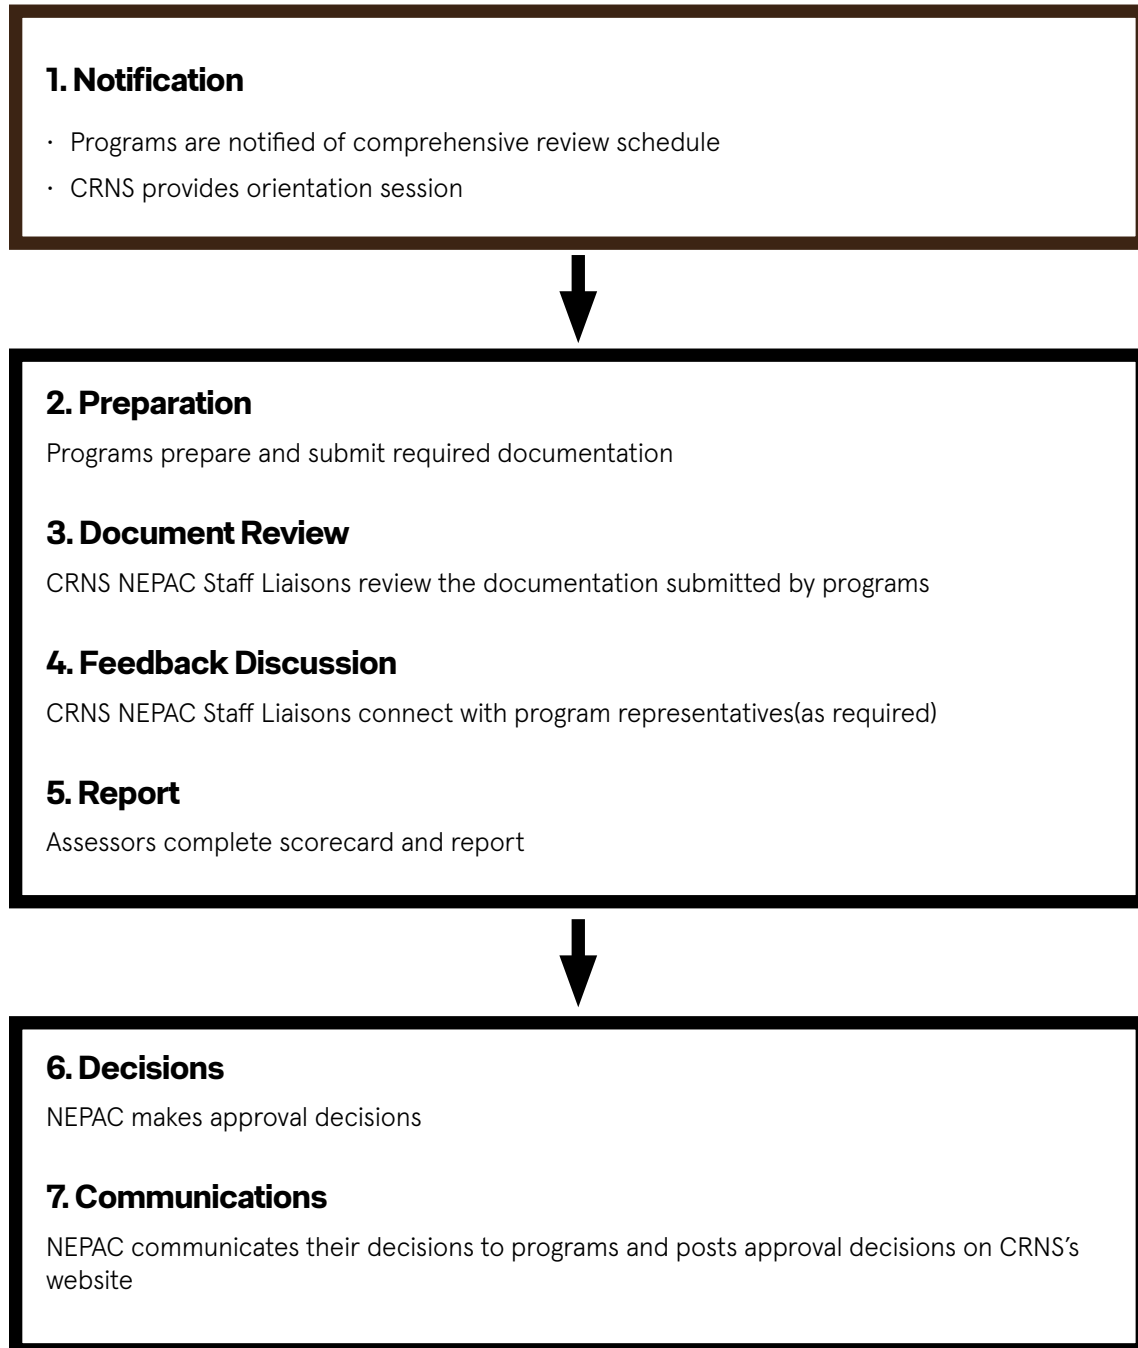 1. Notification
· Programs are notified of comprehensive review schedule
· CRNS provides orientation session
2. Preparation
Programs prepare and submit required documentation
3. Document Review
CRNS NEPAC Staff Liaisons review the documentation submitted by programs
4. Feedback Discussion
CRNS NEPAC Staff Liaisons connect with program representatives(as required)
5. Report
Assessors complete scorecard and report
6. Decisions
NEPAC makes approval decisions
7. Communications
NEPAC communicates their decisions to programs and posts approval decisions on CRNS’s
website